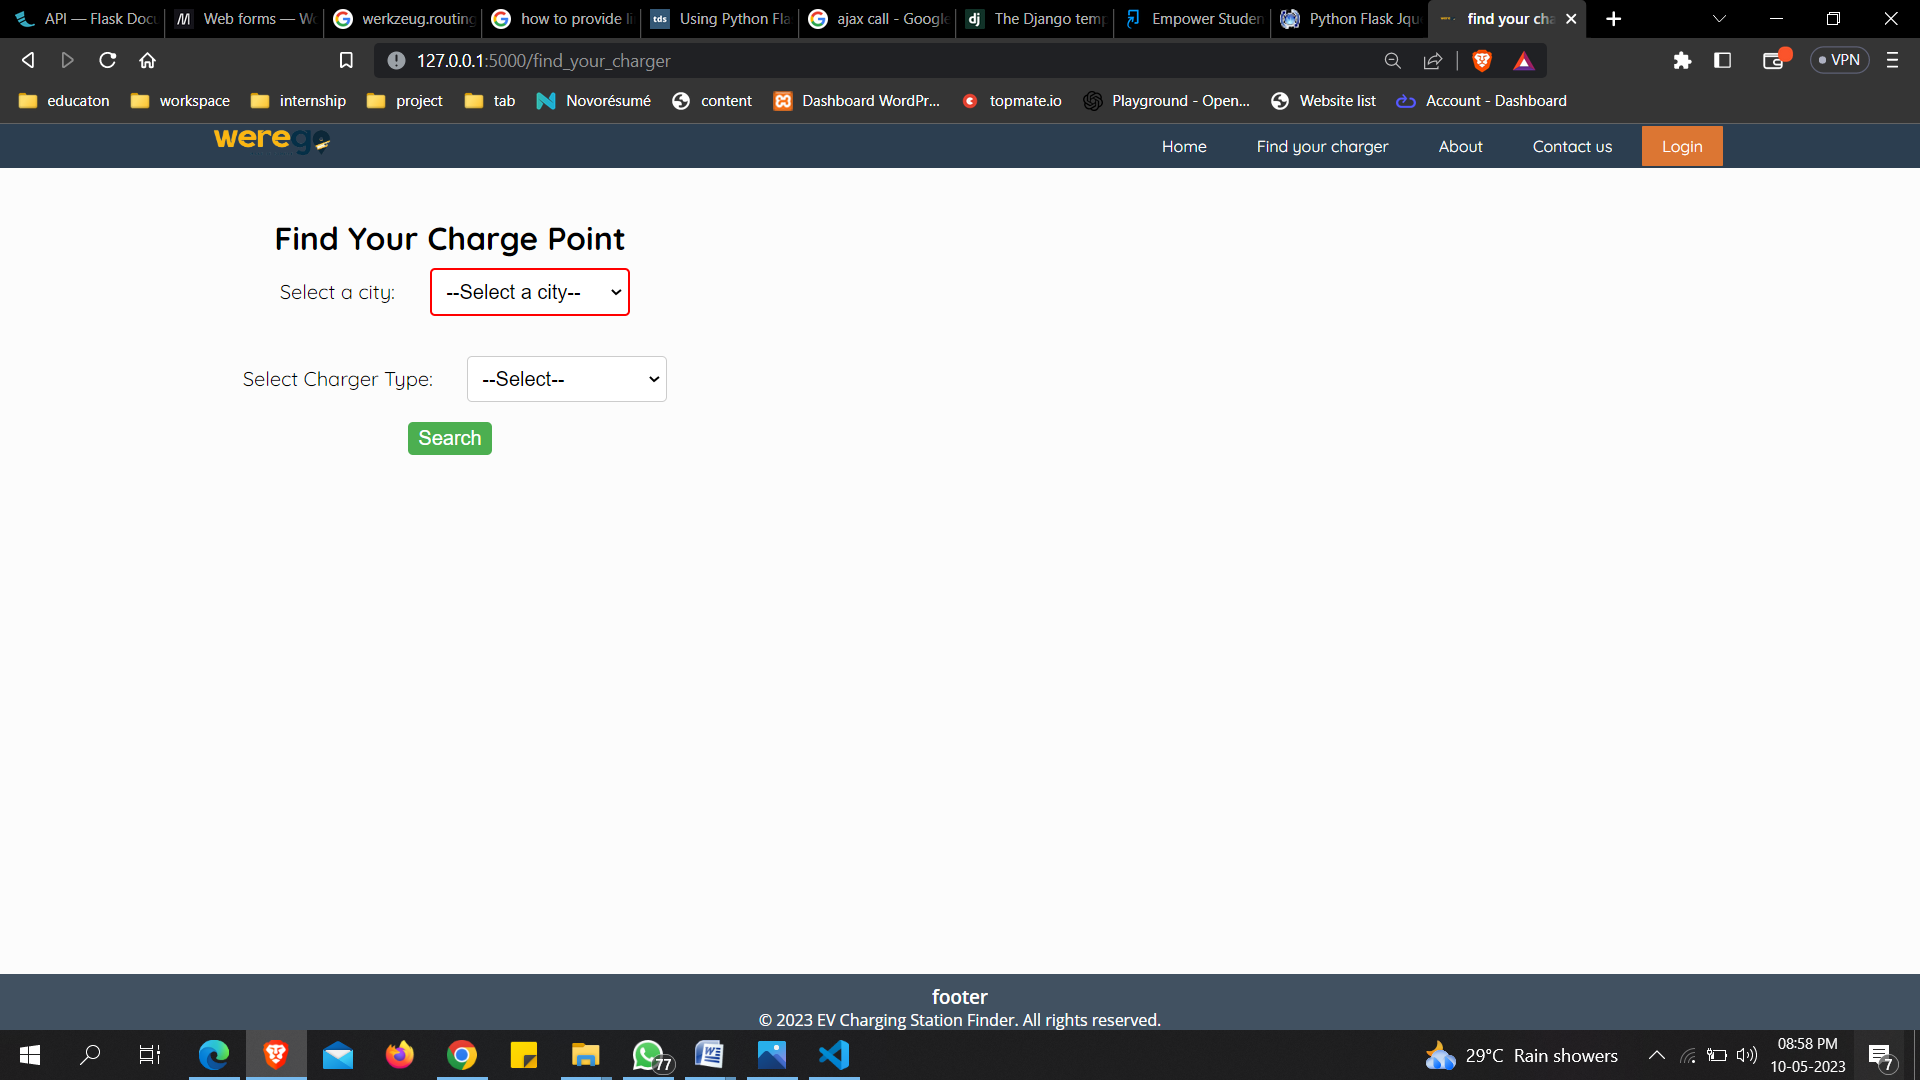 API — Flask Docu
Web forms — Wo
werkzeug.routing
how to provide li
Using Python Fla
ajax call - Google
The Django temp
Empower Studen
Python Flask Jqu
find your cha
127.0.0.1:5000/find_your_charger
VPN
educaton
workspace
internship
project
tab
Novorésumé
content
Dashboard WordPr...
topmate.io
Playground - Open...
Website list
Account - Dashboard
werego
Home
Find your charger
About
Contact us
Login
Find Your Charge Point
Select a city:
--Select a city--
Select Charger Type:
--Select--
Search
footer
© 2023 EV Charging Station Finder. All rights reserved.
77
29°C Rain showers
08:58 PM
10-05-2023
7